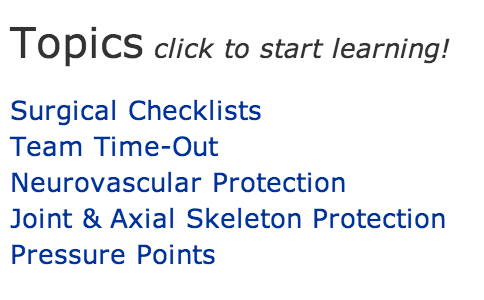 Topics click to start learning!
Surgical Checklists
Team Time-Out
Neurovascular Protection
Joint & Axial Skeleton Protection
Pressure Points